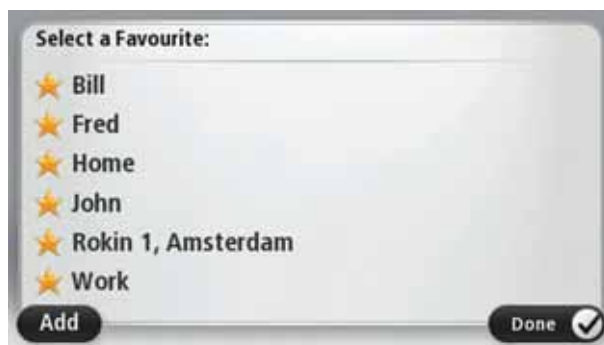 Select a Favourite:
Bill
Fred
Home
John
Rokin 1, Amsterdam
Work
Add
Done